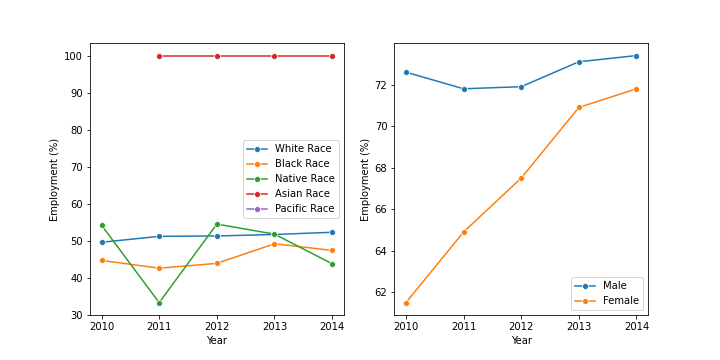 100
90
80
70
60
50
40
30
Employment (%)
2010 2011 2012 2013 2014
Year
White Race
Black Race
Native Race
Asian Race
Pacific Race
72
70
68
66
64
62
Employment (%)
2010 2011 2012 2013 2014
Year
Male
Female